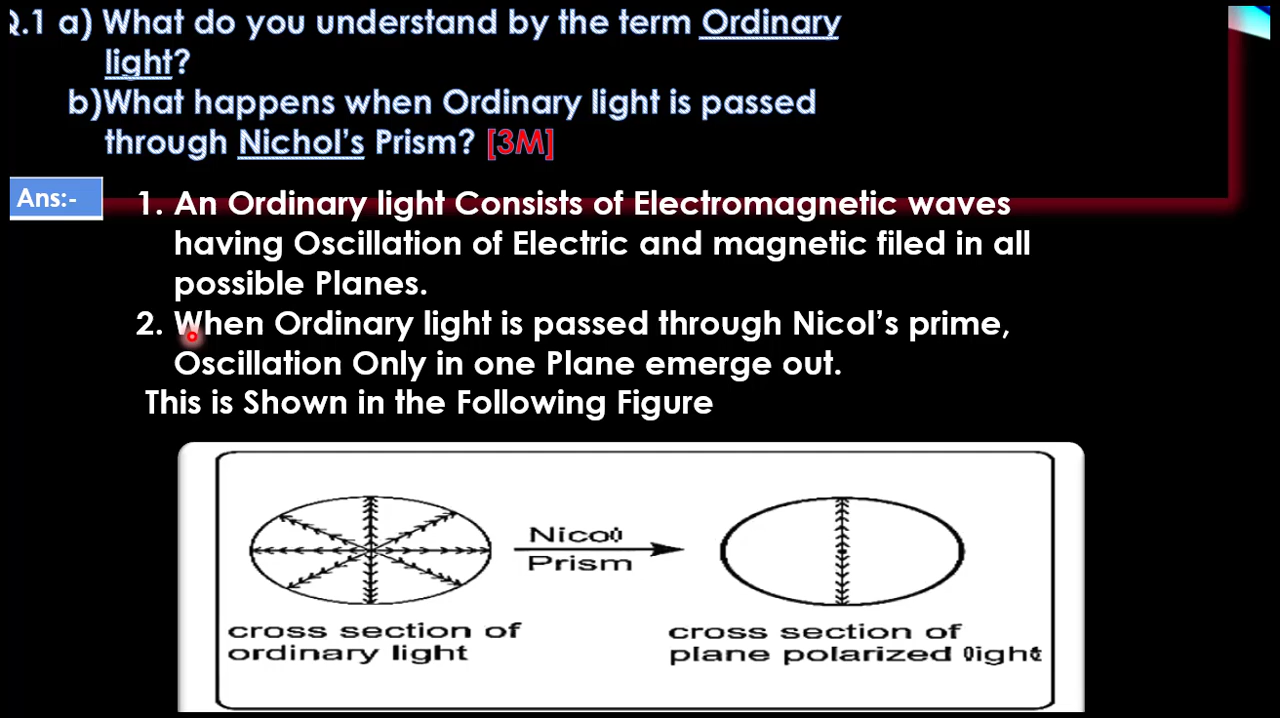 Q.1 a) What do you understand by the term Ordinary
light?
b)What happens when Ordinary light is passed
through Nichol's Prism? [3M]
Ans:-
1. An Ordinary light Consists of Electromagnetic waves
having Oscillation of Electric and magnetic filed in all
possible Planes.
2. When Ordinary light is passed through Nicol's prime,
Oscillation Only in one Plane emerge out.
This is Shown in the Following Figure
Nicol
Prism
cross section of
ordinary light
cross section of
plane polarized light